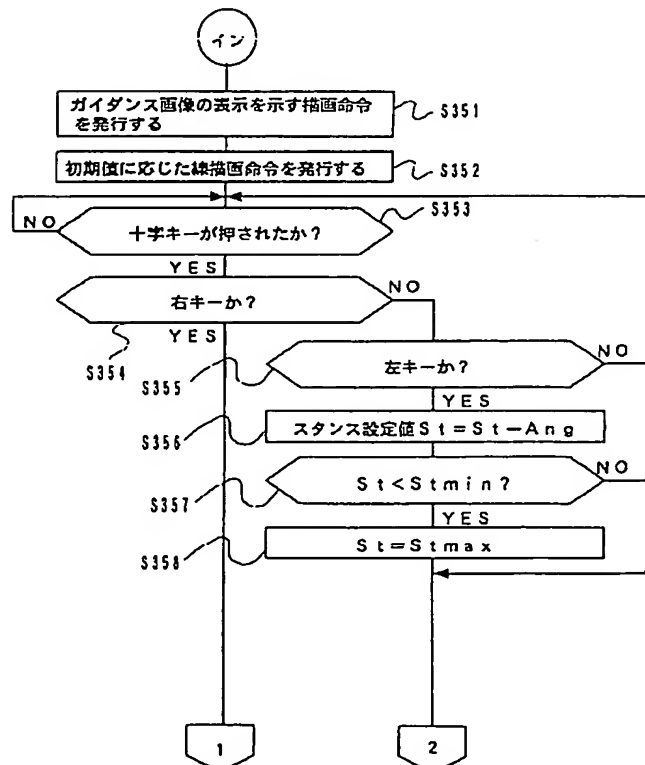 イン
ガイダンス画像の表示を示す描画命令
を発行する
S351
初期値に応じた線描画命令を発行する
S352
S353
NO
十字キーが押されたか?
YES
右キーか?
NO
YES
S354
S355
左キーか?
NO
YES
S356
スタンス設定値St=St-Ang
S357
St<Stmin?
NO
YES
S358
St=Stmax
1
2